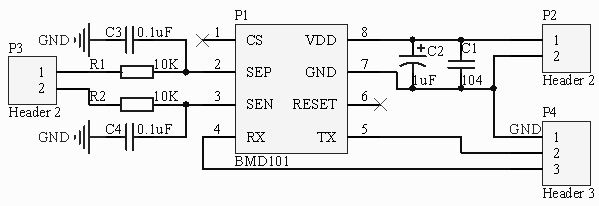 C3 0.1uF P1 P2
GND 1 CS VDD 8 1
P3 C2 C1 2
R1 10K 2 SEP GND 7
1 1uF 104 Header 2
2 R2 10K 3 SEN RESET 6
Header 2 P4
GND C4 0.1uF 4 RX TX 5 GND 1
2
BMD101 3
Header 3